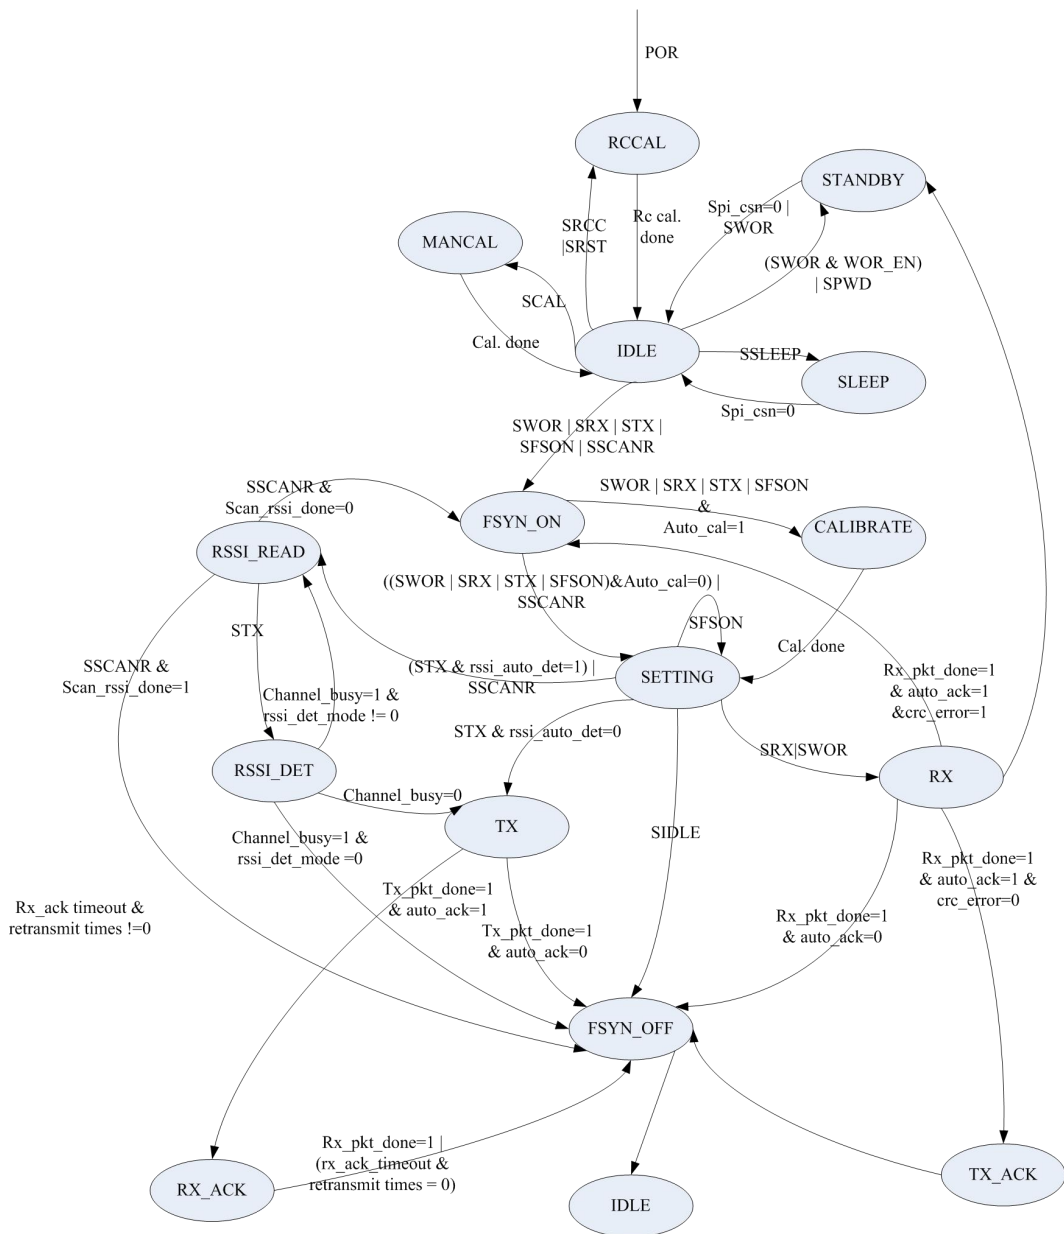 POR
RCCAL
STANDBY
SRCC
|SRST
Rc cal.
done
Spi_csn=0 |
SWOR
MANCAL
(SWOR & WOR_EN)
| SPWD
SCAL
Cal. done
IDLE
SSLEEP
SLEEP
Spi_csn=0
SWOR | SRX | STX |
SFSON | SSCANR
SSCANR &
Scan_rssi_done=0
SWOR | SRX | STX | SFSON
&
Auto_cal=1
FSYN_ON
CALIBRATE
RSSI_READ
((SWOR | SRX | STX | SFSON)&Auto_cal=0) |
SSCANR
STX
SFSON
Cal. done
SSCANR &
Scan_rssi_done=1
(STX & rssi_auto_det=1) |
SSCANR
SETTING
Rx_pkt_done=1
& auto_ack=1
&crc_error=1
Channel_busy=1 &
rssi_det_mode != 0
STX & rssi_auto_det=0
SRX|SWOR
RSSI_DET
RX
Channel_busy=0
TX
Channel_busy=1 &
rssi_det_mode =0
SIDLE
Rx_pkt_done=1
& auto_ack=1 &
crc_error=0
Tx_pkt_done=1
& auto_ack=1
Rx_ack timeout &
retransmit times !=0
Tx_pkt_done=1
& auto_ack=0
Rx_pkt_done=1
& auto_ack=0
FSYN_OFF
Rx_pkt_done=1 |
(rx_ack_timeout &
retransmit times = 0)
RX_ACK
IDLE
TX_ACK